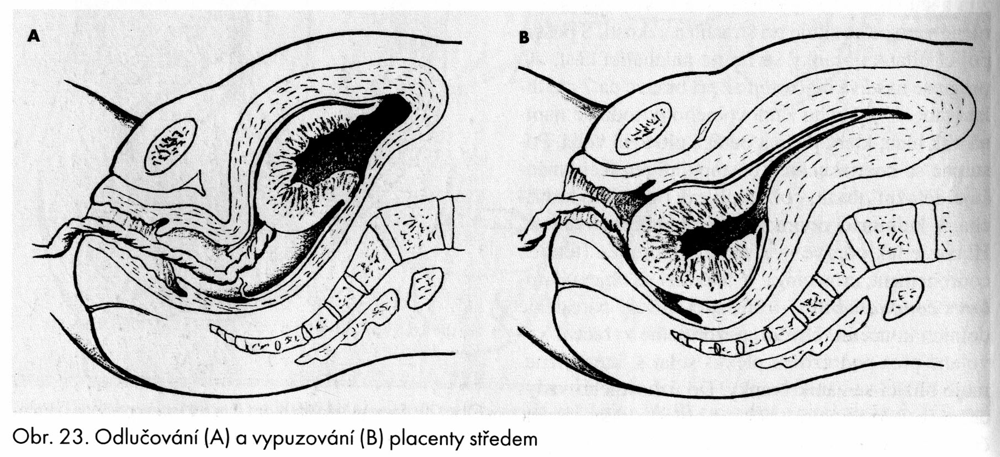 A
B
Obr. 23. Odlučování (A) a vypuzování (B) placenty středem